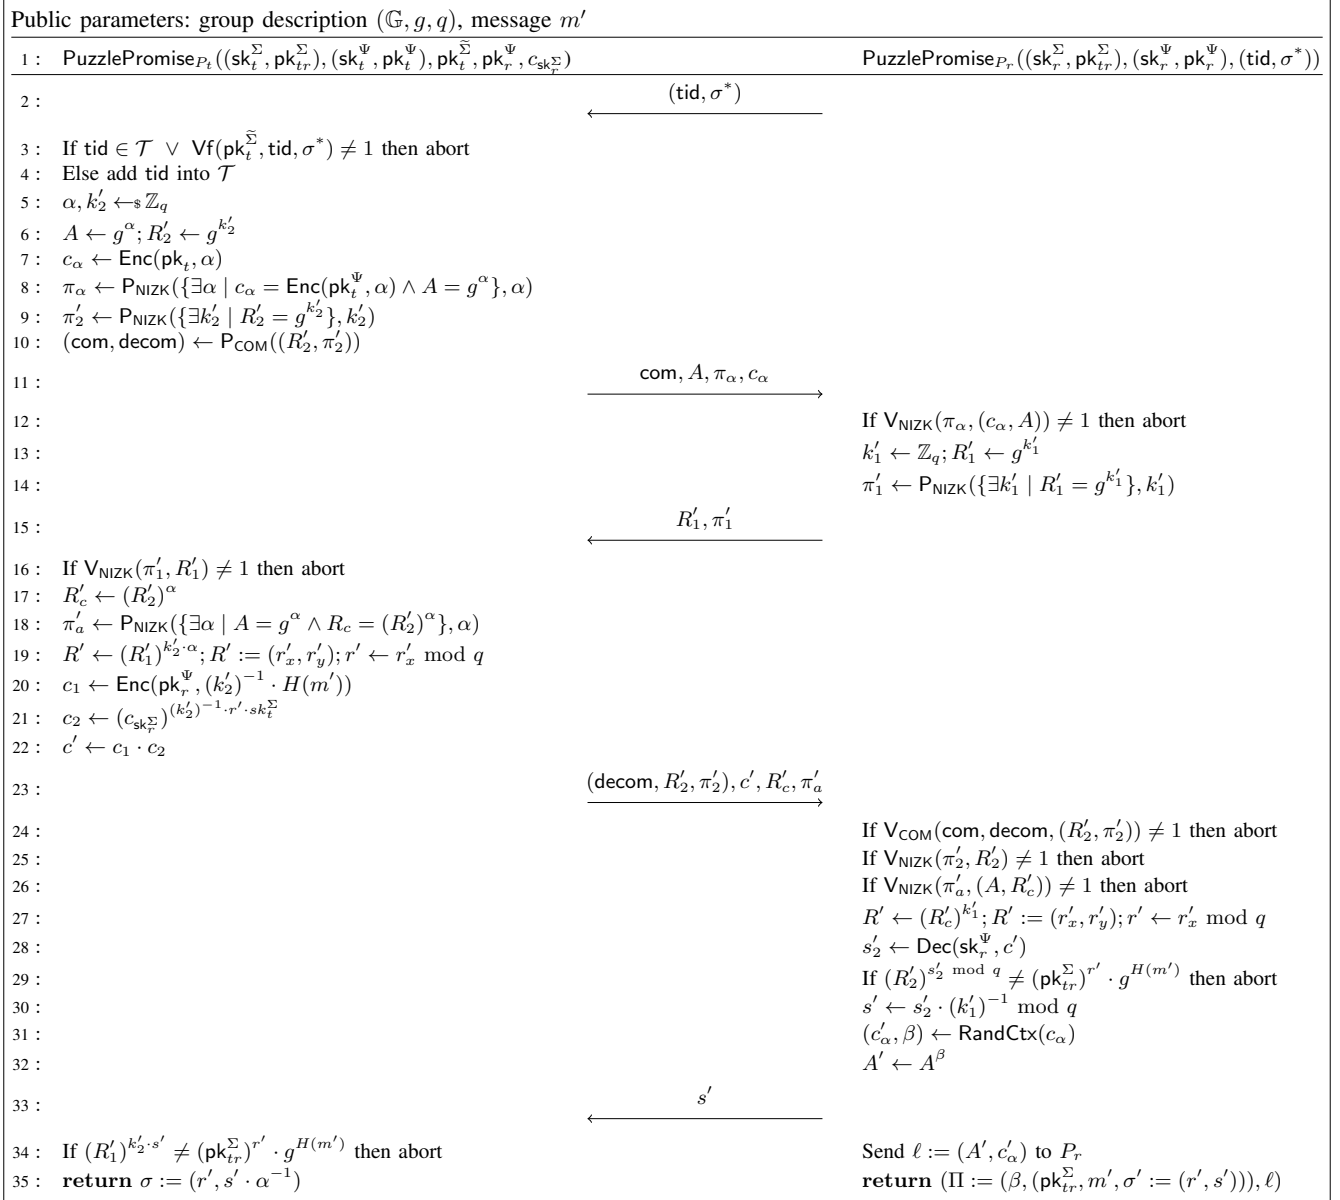 Public parameters: group description (𝔾, g, q), message m′
1 : PuzzlePromise_{P_t}((sk_t^Σ, pk_{tr}^Σ), (sk_t^Ψ, pk_t^Ψ), pk_t^{Σ̃}, pk_r^Ψ, c_{sk_r^Σ}) PuzzlePromise_{P_r}((sk_r^Σ, pk_{tr}^Σ), (sk_r^Ψ, pk_r^Ψ), (tid, σ*))
2 : (tid, σ*)
3 : If tid ∈ 𝒯 ∨ Vf(pk_t^{Σ̃}, tid, σ*) ≠ 1 then abort
4 : Else add tid into 𝒯
5 : α, k′_2 ←$ ℤ_q
6 : A ← g^α; R′_2 ← g^{k′_2}
7 : c_α ← Enc(pk_t, α)
8 : π_α ← P_NIZK({∃α | c_α = Enc(pk_t^Ψ, α) ∧ A = g^α}, α)
9 : π′_2 ← P_NIZK({∃k′_2 | R′_2 = g^{k′_2}}, k′_2)
10 : (com, decom) ← P_COM((R′_2, π′_2))
11 : com, A, π_α, c_α
12 : If V_NIZK(π_α, (c_α, A)) ≠ 1 then abort
13 : k′_1 ← ℤ_q; R′_1 ← g^{k′_1}
14 : π′_1 ← P_NIZK({∃k′_1 | R′_1 = g^{k′_1}}, k′_1)
15 : R′_1, π′_1
16 : If V_NIZK(π′_1, R′_1) ≠ 1 then abort
17 : R′_c ← (R′_2)^α
18 : π′_a ← P_NIZK({∃α | A = g^α ∧ R_c = (R′_2)^α}, α)
19 : R′ ← (R′_1)^{k′_2·α}; R′ := (r′_x, r′_y); r′ ← r′_x mod q
20 : c_1 ← Enc(pk_r^Ψ, (k′_2)^{-1} · H(m′))
21 : c_2 ← (c_{sk_r^Σ})^{(k′_2)^{-1}·r′·sk_t^Σ}
22 : c′ ← c_1 · c_2
23 : (decom, R′_2, π′_2), c′, R′_c, π′_a
24 : If V_COM(com, decom, (R′_2, π′_2)) ≠ 1 then abort
25 : If V_NIZK(π′_2, R′_2) ≠ 1 then abort
26 : If V_NIZK(π′_a, (A, R′_c)) ≠ 1 then abort
27 : R′ ← (R′_c)^{k′_1}; R′ := (r′_x, r′_y); r′ ← r′_x mod q
28 : s′_2 ← Dec(sk_r^Ψ, c′)
29 : If (R′_2)^{s′_2 mod q} ≠ (pk_{tr}^Σ)^{r′} · g^{H(m′)} then abort
30 : s′ ← s′_2 · (k′_1)^{-1} mod q
31 : (c′_α, β) ← RandCtx(c_α)
32 : A′ ← A^β
33 : s′
34 : If (R′_1)^{k′_2·s′} ≠ (pk_{tr}^Σ)^{r′} · g^{H(m′)} then abort Send ℓ := (A′, c′_α) to P_r
35 : return σ := (r′, s′ · α^{-1}) return (Π := (β, (pk_{tr}^Σ, m′, σ′ := (r′, s′))), ℓ)